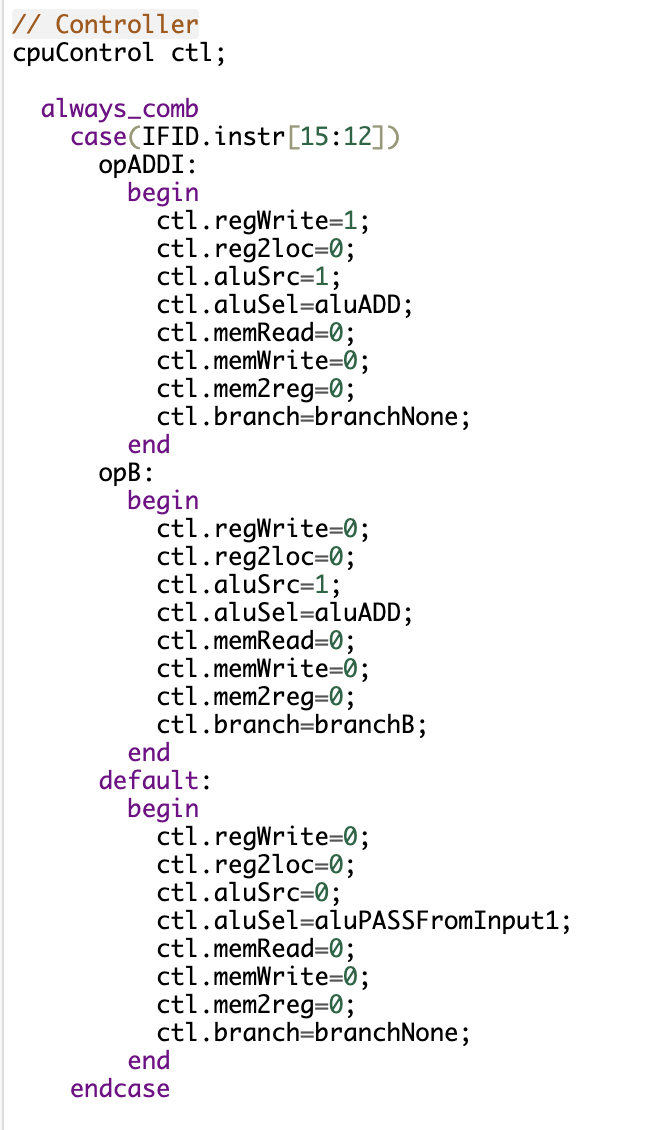 // Controller
cpuControl ctl;
always_comb
case(IFID.instr[15:12])
opADDI:
begin
ctl.regWrite=1;
ctl.reg2loc=0;
ctl.aluSrc=1;
ctl.aluSel=aluADD;
ctl.memRead=0;
ctl.memWrite=0;
ctl.mem2reg=0;
ctl.branch=branchNone;
end
opB:
begin
ctl.regWrite=0;
ctl.reg2loc=0;
ctl.aluSrc=1;
ctl.aluSel=aluADD;
ctl.memRead=0;
ctl.memWrite=0;
ctl.mem2reg=0;
ctl.branch=branchB;
end
default:
begin
ctl.regWrite=0;
ctl.reg2loc=0;
ctl.aluSrc=0;
ctl.aluSel=aluPASSFromInput1;
ctl.memRead=0;
ctl.memWrite=0;
ctl.mem2reg=0;
ctl.branch=branchNone;
end
endcase